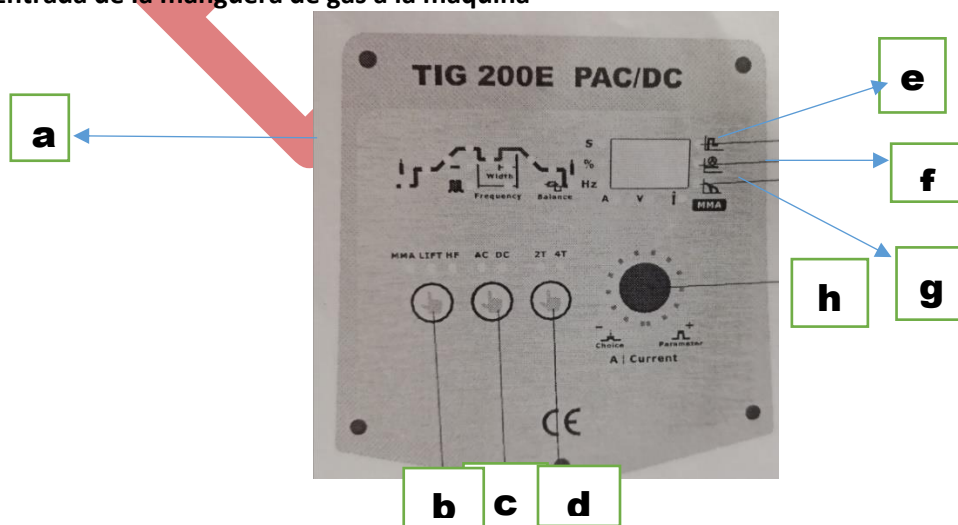 Entrada de la manguera de gas a la maquina
TIG 200E PAC/DC
e
a
S
%
Hz
Width
Frequency
Balance
A V
MMA
f
MMA LIFT HF AC DC 2T 4T
g
h
- +
Choice Parameter
A | Current
CE
b c d